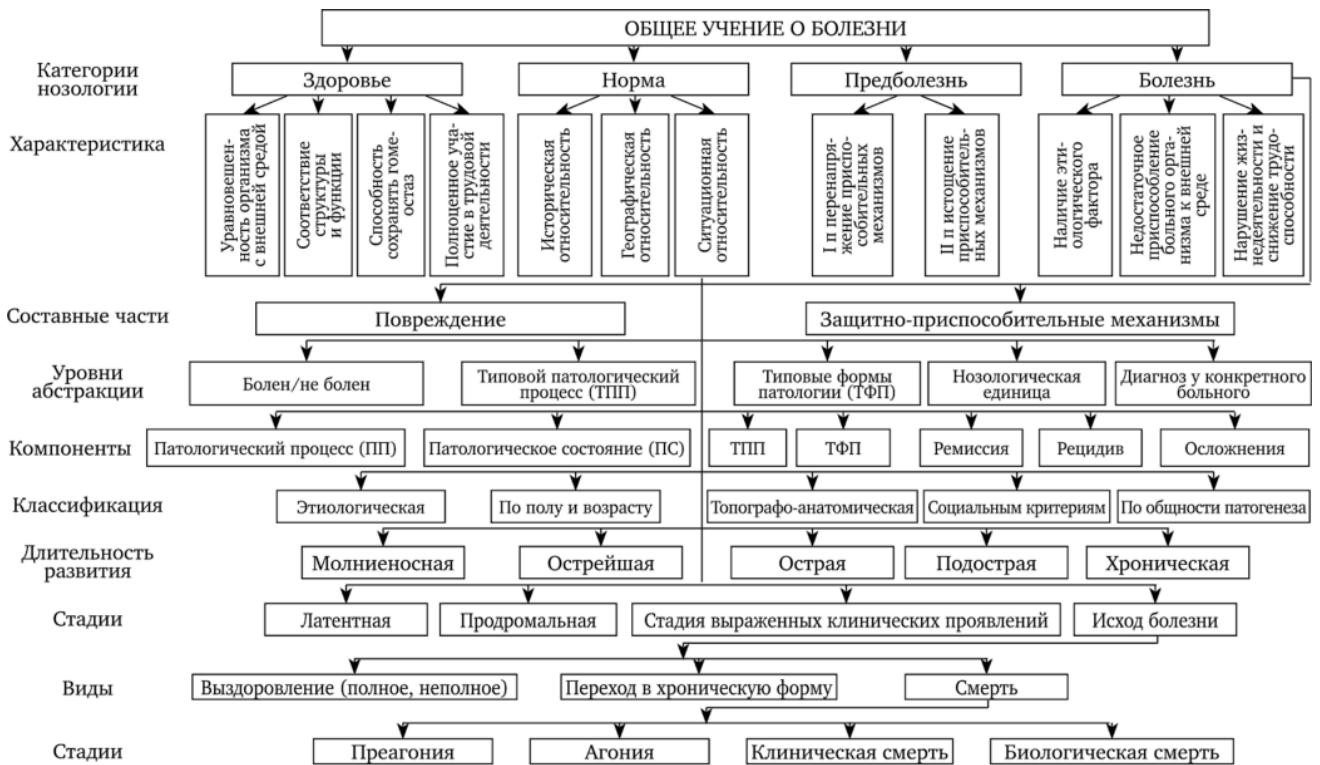 ОБЩЕЕ УЧЕНИЕ О БОЛЕЗНИ
Категории
нозологии
Здоровье
Норма
Предболезнь
Болезнь
Характеристика
Уравновешен-
ность организма
с внешней средой
Соответствие
структуры
и функции
Способность
сохранять гоме-
остаз
Полноценное уча-
стие в трудовой
деятельности
Историческая
относительность
Географическая
относительность
Ситуационная
относительность
I п перенапря-
жение приспо-
собительных
механизмов
II п истощение
приспособитель-
ных механизмов
Наличие эти-
ологического
фактора
Недостаточное
приспособление
больного орга-
низма к внешней
среде
Нарушение жиз-
недеятельности и
снижение трудо-
способности
Составные части
Повреждение
Защитно-приспособительные механизмы
Уровни
абстракции
Болен/не болен
Типовой патологический
процесс (ТПП)
Типовые формы
патологии (ТФП)
Нозологическая
единица
Диагноз у конкретного
больного
Компоненты
Патологический процесс (ПП)
Патологическое состояние (ПС)
ТПП
ТФП
Ремиссия
Рецидив
Осложнения
Классификация
Этиологическая
По полу и возрасту
Топографо-анатомическая
Социальным критериям
По общности патогенеза
Длительность
развития
Молниеносная
Острейшая
Острая
Подострая
Хроническая
Стадии
Латентная
Продромальная
Стадия выраженных клинических проявлений
Исход болезни
Виды
Выздоровление (полное, неполное)
Переход в хроническую форму
Смерть
Стадии
Преагония
Агония
Клиническая смерть
Биологическая смерть